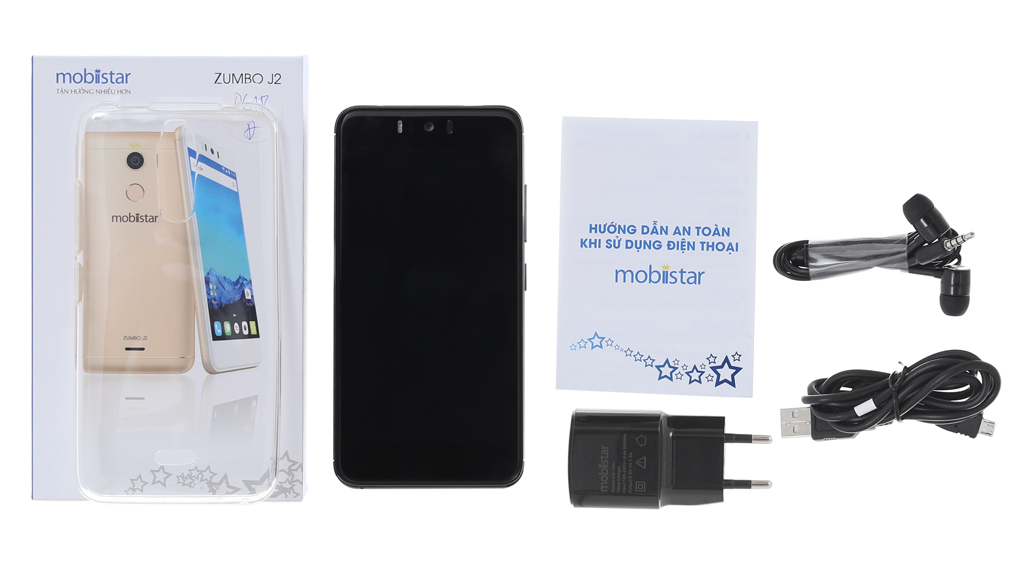 mobiistar
TẬN HƯỞNG NHIỀU HƠN
ZUMBO J2
mobiistar
ZUMBO J2
HƯỚNG DẪN AN TOÀN
KHI SỬ DỤNG ĐIỆN THOẠI
mobiistar
mobiistar